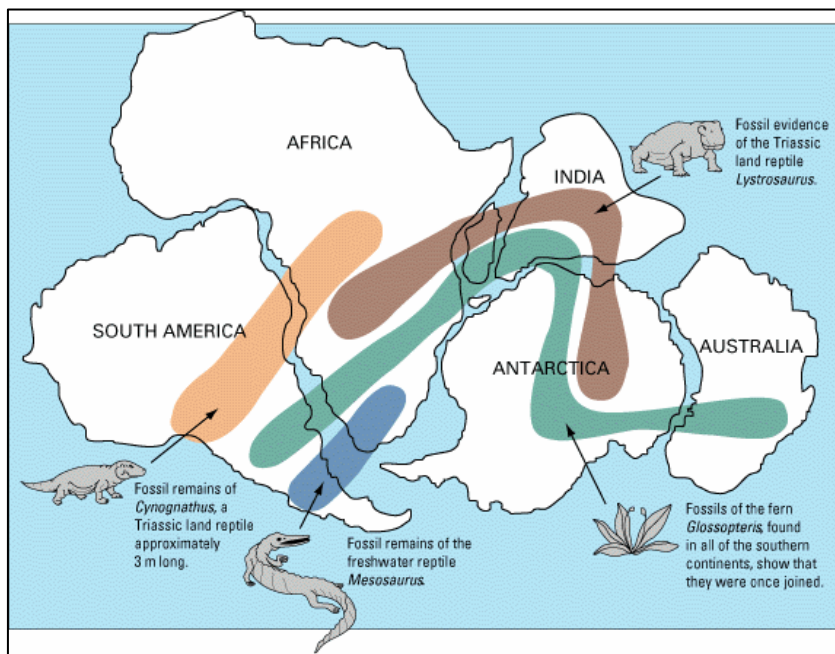 AFRICA
INDIA
Fossil evidence
of the Triassic
land reptile
Lystrosaurus.
SOUTH AMERICA
ANTARCTICA
AUSTRALIA
Fossil remains of
Cynognathus, a
Triassic land reptile
approximately
3 m long.
Fossil remains of the
freshwater reptile
Mesosaurus.
Fossils of the fern
Glossopteris, found
in all of the southern
continents, show that
they were once joined.